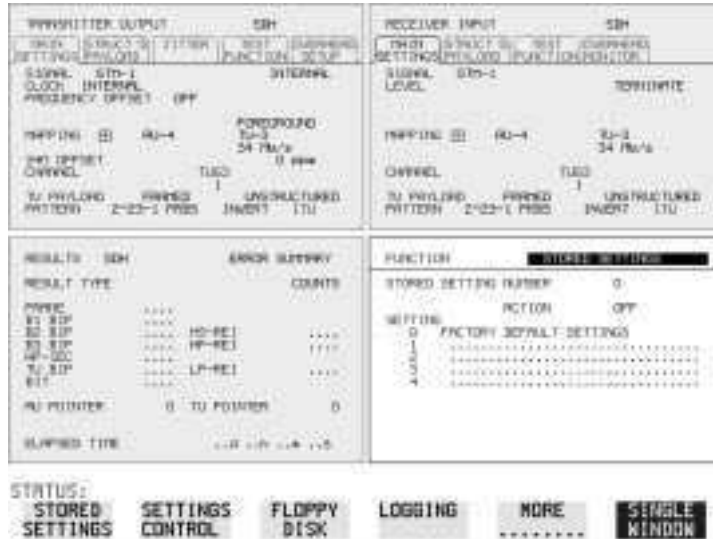 TRANSMITTER OUTPUT SDH
MAIN SETTINGS STRUCT'D PAYLOAD JITTER TEST FUNCTION OVERHEAD SETUP
SIGNAL STM-1 INTERNAL
CLOCK INTERNAL
FREQUENCY OFFSET OFF
FOREGROUND
MAPPING AU-4 TU-3
34 Mb/s
OFFSET 0 ppm
CHANNEL TUG3
1
TU PAYLOAD FRAMED UNSTRUCTURED
PATTERN 2^23-1 PRBS INVERT ITU
RECEIVER INPUT SDH
MAIN SETTINGS STRUCT'D PAYLOAD TEST FUNCTION OVERHEAD MONITOR
SIGNAL STM-1
LEVEL TERMINATE
MAPPING AU-4 TU-3
34 Mb/s
CHANNEL TUG3
1
TU PAYLOAD FRAMED UNSTRUCTURED
PATTERN 2^23-1 PRBS INVERT ITU
RESULTS SDH ERROR SUMMARY
RESULT TYPE COUNTS
FRAME ....
B1 BIP ....
B2 BIP .... MS-REI ....
B3 BIP .... HP-REI ....
HP-IEC ....
TU BIP .... LP-REI ....
BIT ....
AU POINTER 0 TU POINTER 0
ELAPSED TIME
FUNCTION STORED SETTINGS
STORED SETTING NUMBER 0
ACTION OFF
SETTING
0 FACTORY DEFAULT SETTINGS
1 ................................
2 ................................
3 ................................
4 ................................
STATUS:
STORED SETTINGS SETTINGS CONTROL FLOPPY DISK LOGGING MORE ........ SINGLE WINDOW